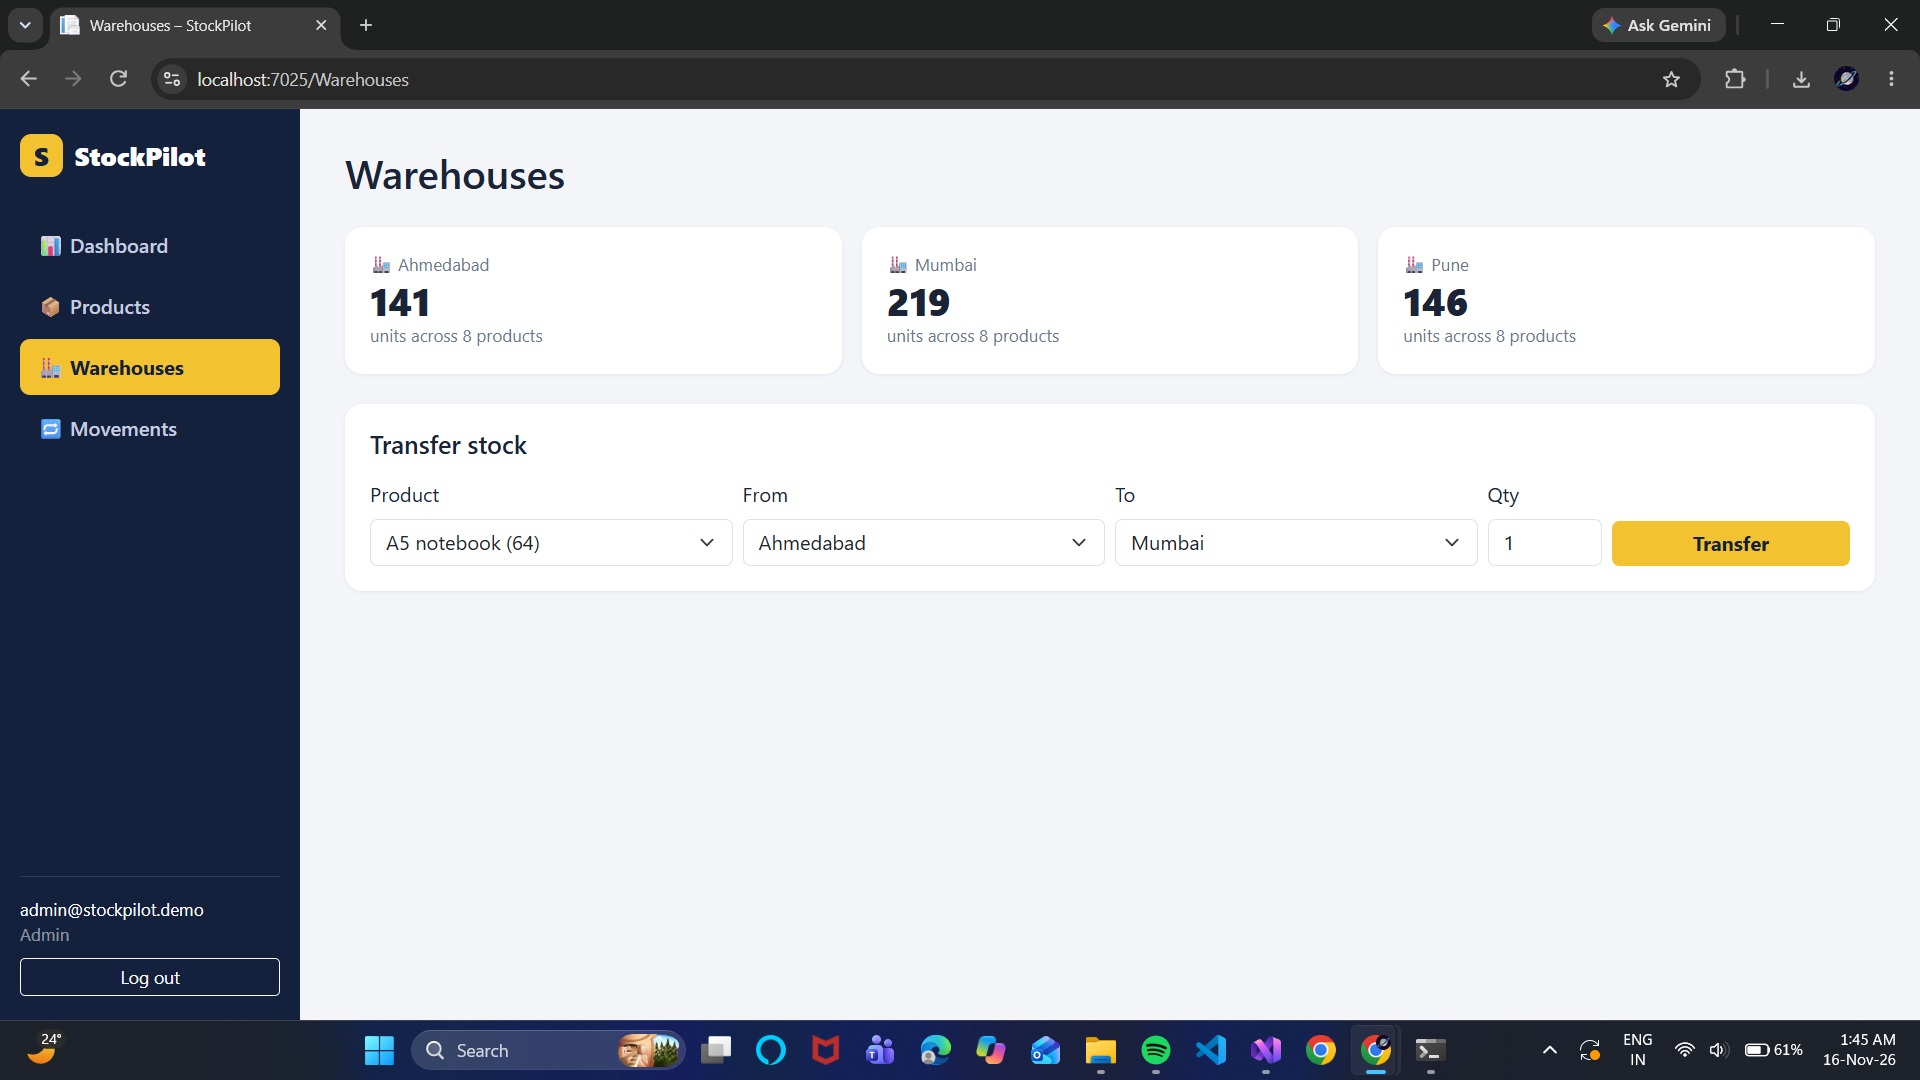 Warehouses – StockPilot
Ask Gemini
localhost:7025/Warehouses
S StockPilot
Dashboard
Products
Warehouses
Movements
admin@stockpilot.demo
Admin
Log out
Warehouses
Ahmedabad
141
units across 8 products
Mumbai
219
units across 8 products
Pune
146
units across 8 products
Transfer stock
Product From To Qty
A5 notebook (64) Ahmedabad Mumbai 1 Transfer
24°
Search
ENG
IN
61%
1:45 AM
16-Nov-26